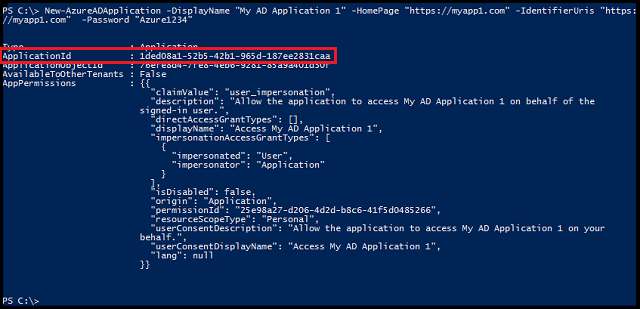 PS C:\> New-AzureADApplication -DisplayName "My AD Application 1" -HomePage "https://myapp1.com" -IdentifierUris "https:
//myapp1.com"  -Password "Azure1234"
Type : Application
ApplicationId : 1ded08a1-52b5-42b1-965d-187ee2831caa
ApplicationObjectId :
AvailableToOtherTenants : False
AppPermissions : {{
"claimValue": "user_impersonation",
"description": "Allow the application to access My AD Application 1 on behalf of the
signed-in user.",
"directAccessGrantTypes": [],
"displayName": "Access My AD Application 1",
"impersonationAccessGrantTypes": [
{
"impersonated": "User",
"impersonator": "Application"
}
],
"isDisabled": false,
"origin": "Application",
"permissionId": "25e98a27-d206-4d2d-b8c6-41f5d0485266",
"resourceScopeType": "Personal",
"userConsentDescription": "Allow the application to access My AD Application 1 on your
behalf.",
"userConsentDisplayName": "Access My AD Application 1",
"lang": null
}}
PS C:\>